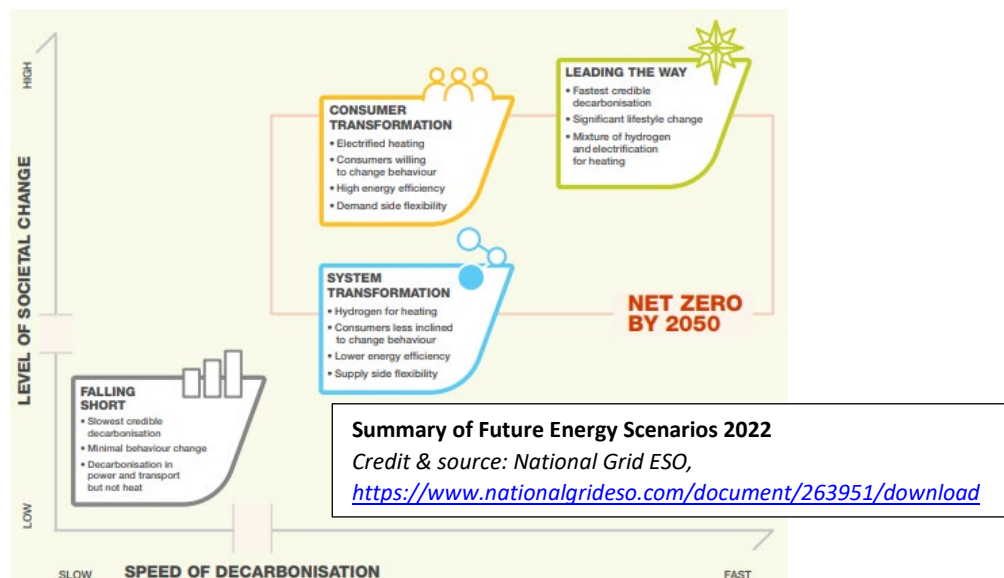 HIGH
LEVEL OF SOCIETAL CHANGE
LOW
LEADING THE WAY
• Fastest credible
decarbonisation
• Significant lifestyle change
• Mixture of hydrogen
and electrification
for heating
CONSUMER
TRANSFORMATION
• Electrified heating
• Consumers willing
to change behaviour
• High energy efficiency
• Demand side flexibility
SYSTEM
TRANSFORMATION
• Hydrogen for heating
• Consumers less inclined
to change behaviour
• Lower energy efficiency
• Supply side flexibility
NET ZERO
BY 2050
FALLING
SHORT
• Slowest credible
decarbonisation
• Minimal behaviour change
• Decarbonisation in
power and transport
but not heat
Summary of Future Energy Scenarios 2022
Credit & source: National Grid ESO,
https://www.nationalgrideso.com/document/263951/download
SLOW
SPEED OF DECARBONISATION
FAST